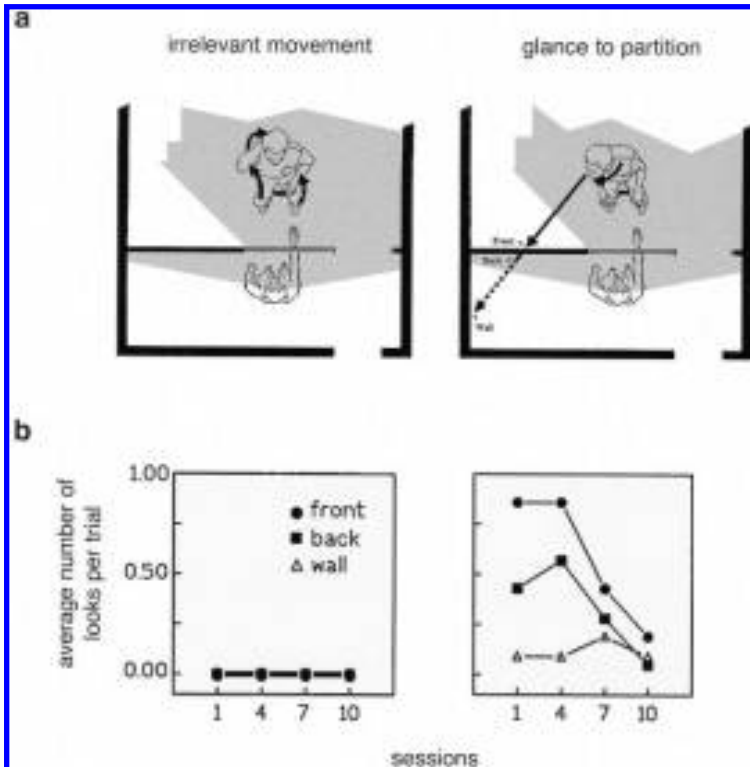 a
irrelevant movement
glance to partition
Front
Back
Wall
b
average number of
looks per trial
1.00
0.50
0.00
front
back
wall
1 4 7 10
1 4 7 10
sessions